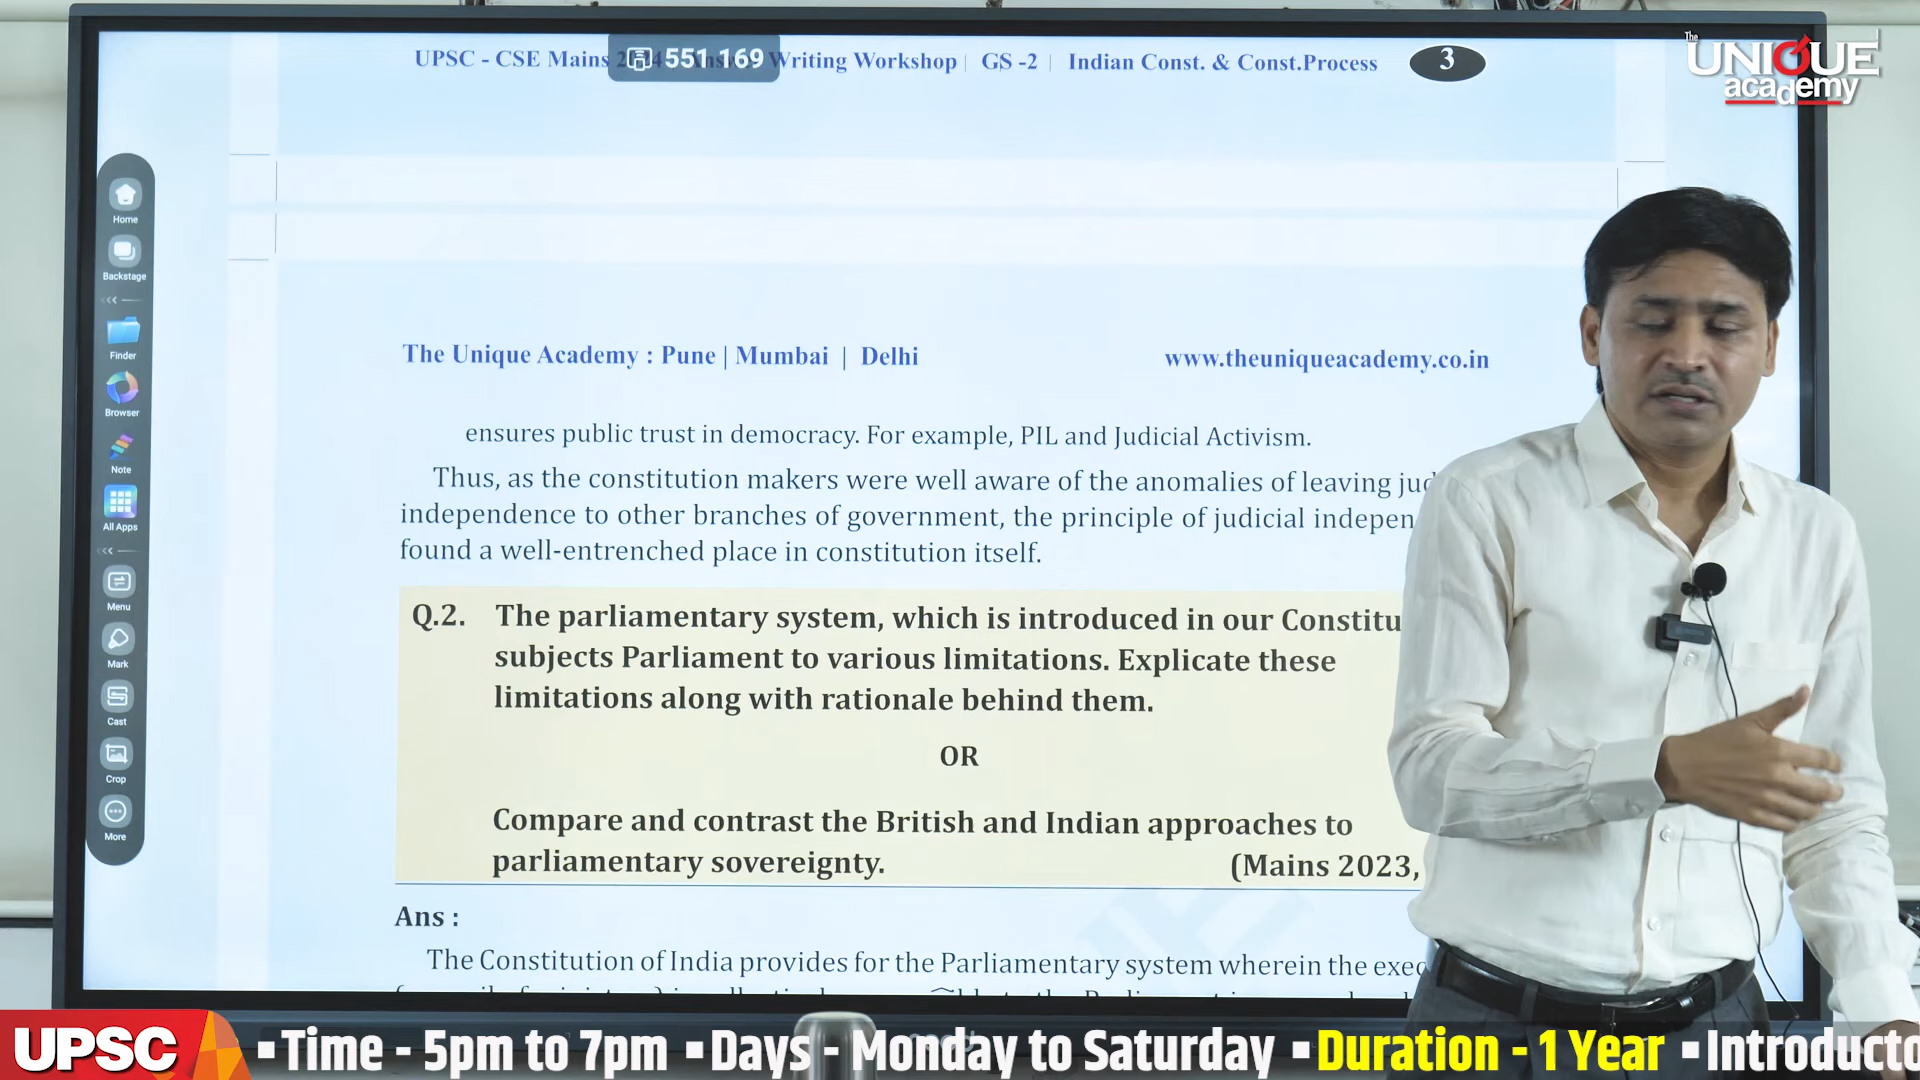 UPSC - CSE Mains
551.169
Writing Workshop | GS -2 | Indian Const. & Const.Process
3
The
UNIQUE
academy
Home
Backstage
Finder
Browser
Note
All Apps
Menu
Mark
Cast
Crop
More
The Unique Academy : Pune | Mumbai | Delhi
www.theuniqueacademy.co.in
ensures public trust in democracy. For example, PIL and Judicial Activism.
Thus, as the constitution makers were well aware of the anomalies of leaving
independence to other branches of government, the principle of judicial
found a well-entrenched place in constitution itself.
Q.2. The parliamentary system, which is introduced in our
subjects Parliament to various limitations. Explicate these
limitations along with rationale behind them.
OR
Compare and contrast the British and Indian approaches to
parliamentary sovereignty. (Mains 2023,
Ans :
The Constitution of India provides for the Parliamentary system wherein the
UPSC
▪Time - 5pm to 7pm ▪Days - Monday to Saturday ▪Duration - 1 Year